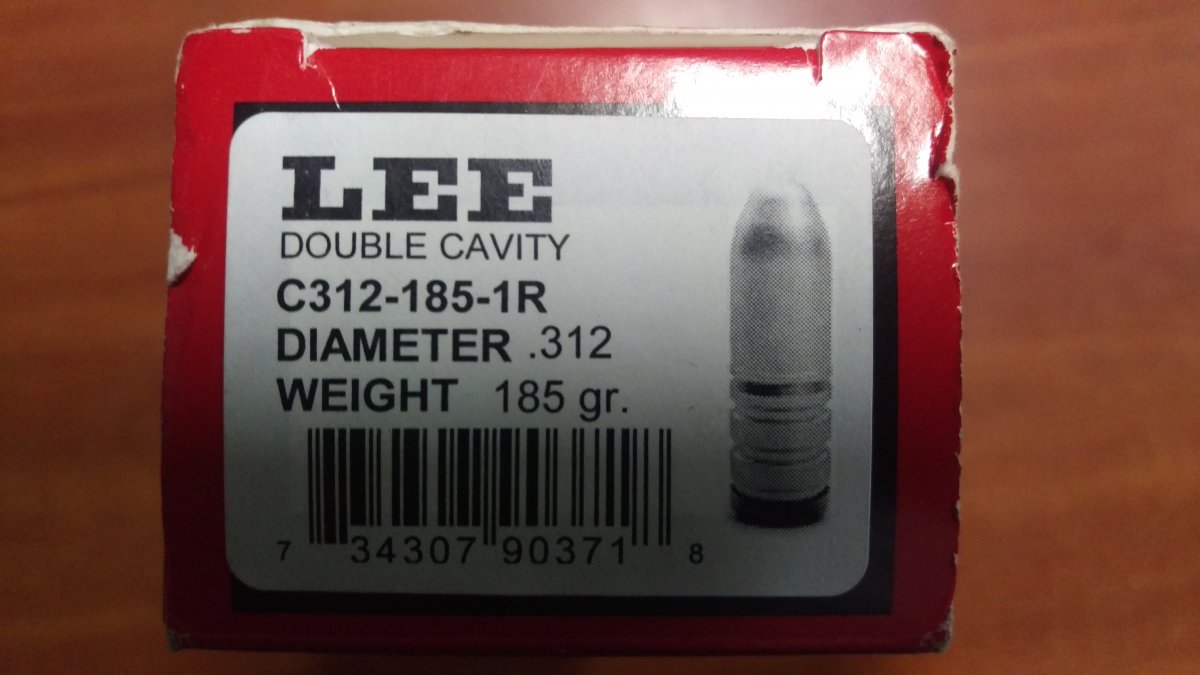 LEE
DOUBLE CAVITY
C312-185-1R
DIAMETER .312
WEIGHT 185 gr.
7 34307 90371 8